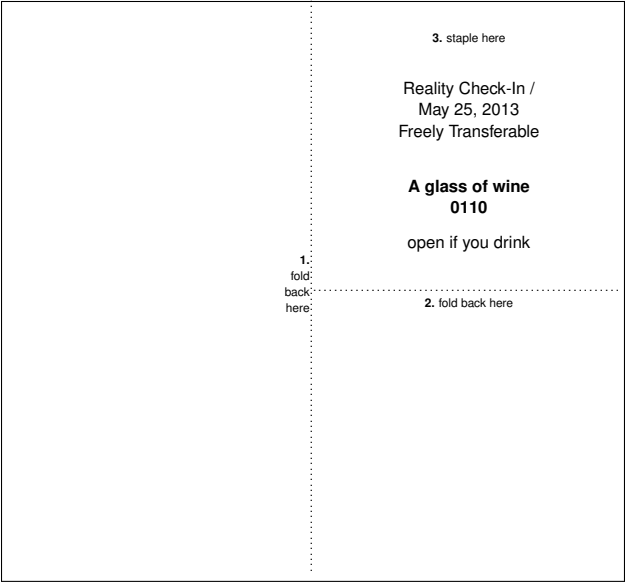 3. staple here
Reality Check-In /
May 25, 2013
Freely Transferable
A glass of wine
0110
open if you drink
1.
fold
back
here
2. fold back here